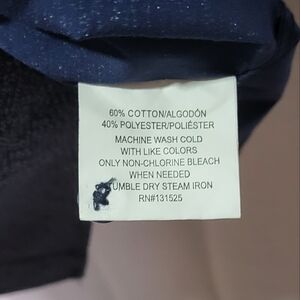 60% COTTON/ALGODÓN
40% POLYESTER/POLIÉSTER
MACHINE WASH COLD
WITH LIKE COLORS
ONLY NON-CHLORINE BLEACH
WHEN NEEDED
UMBLE DRY STEAM IRON
RN#131525